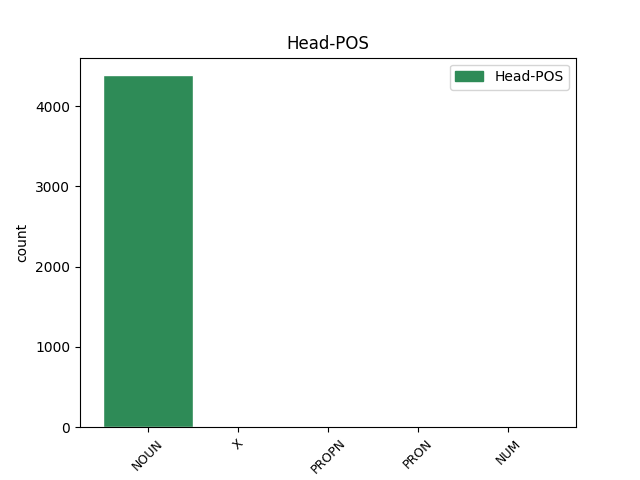 Head-POS
Head-POS
4000
3000
2000
1000
0
count
NOUN
X
PROPN
PRON
NUM